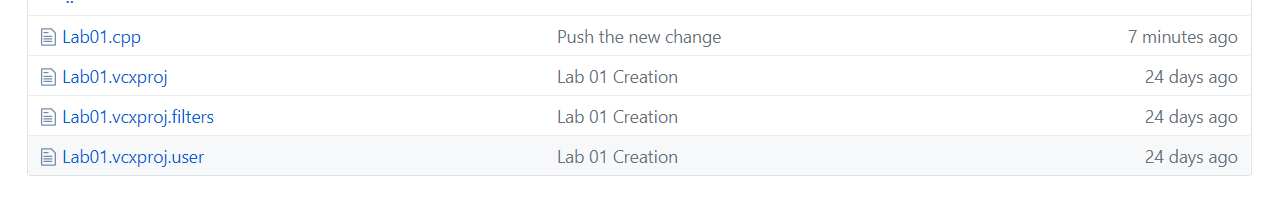 ..
Lab01.cpp Push the new change 7 minutes ago
Lab01.vcxproj Lab 01 Creation 24 days ago
Lab01.vcxproj.filters Lab 01 Creation 24 days ago
Lab01.vcxproj.user Lab 01 Creation 24 days ago